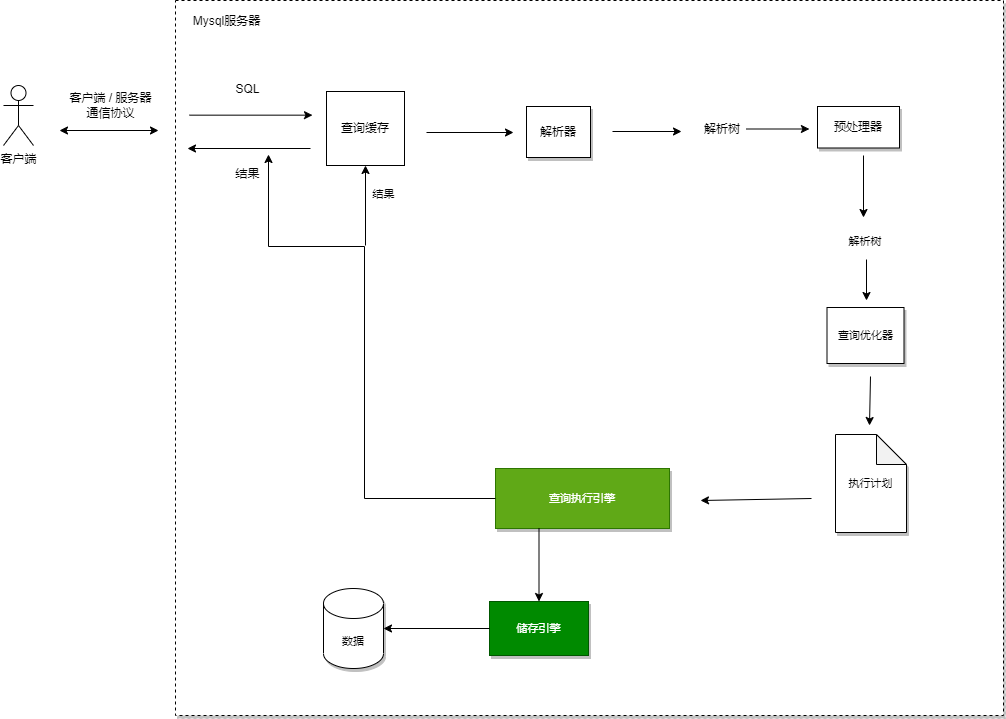 Mysql服务器
SQL
客户端 / 服务器
通信协议
客户端
查询缓存
解析器
解析树
预处理器
结果
结果
解析树
查询优化器
执行计划
查询执行引擎
储存引擎
数据